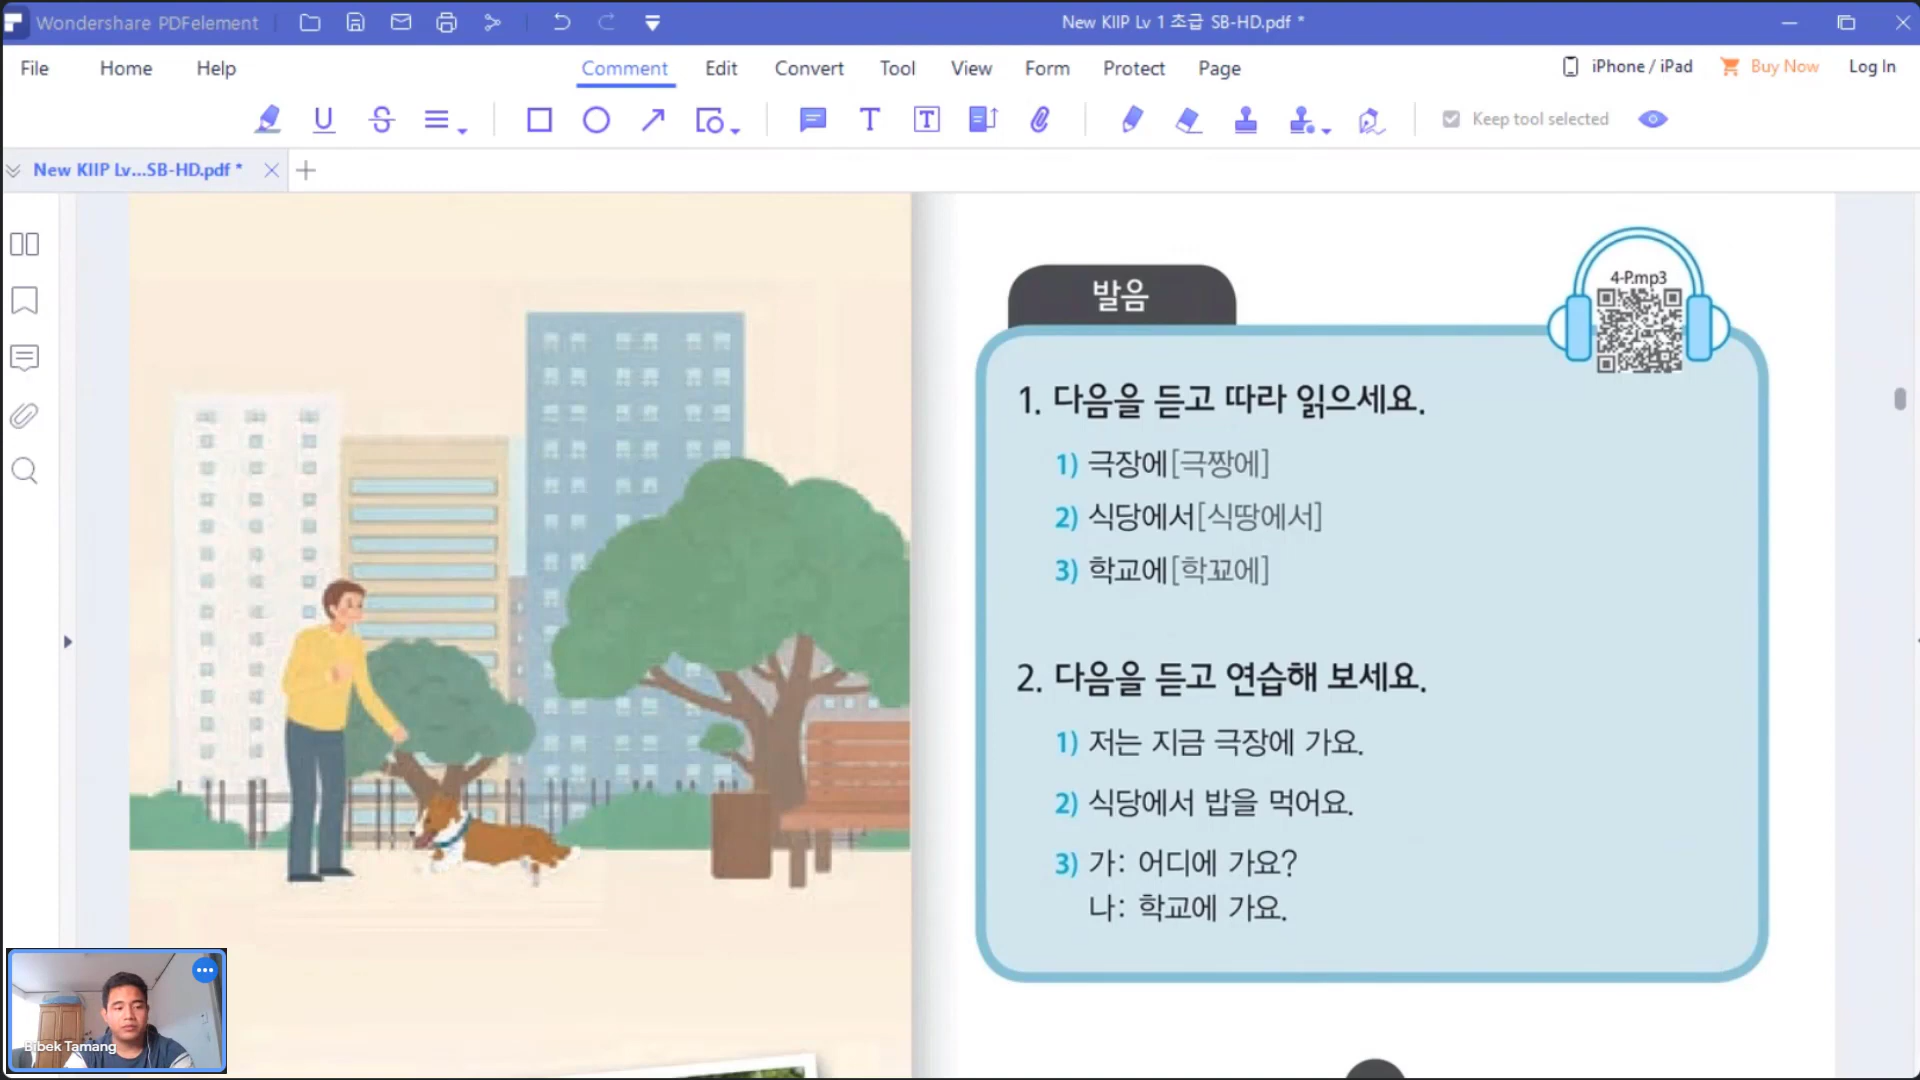 Wondershare PDFelement
New KIIP Lv 1 초급 SB-HD.pdf *
File Home Help Comment Edit Convert Tool View Form Protect Page iPhone / iPad Buy Now Log In
Keep tool selected
New KIIP Lv...SB-HD.pdf *
4-P.mp3
발음
1. 다음을 듣고 따라 읽으세요.
1) 극장에[극짱에]
2) 식당에서[식땅에서]
3) 학교에[학꾜에]
2. 다음을 듣고 연습해 보세요.
1) 저는 지금 극장에 가요.
2) 식당에서 밥을 먹어요.
3) 가: 어디에 가요?
나: 학교에 가요.
Bibek Tamang